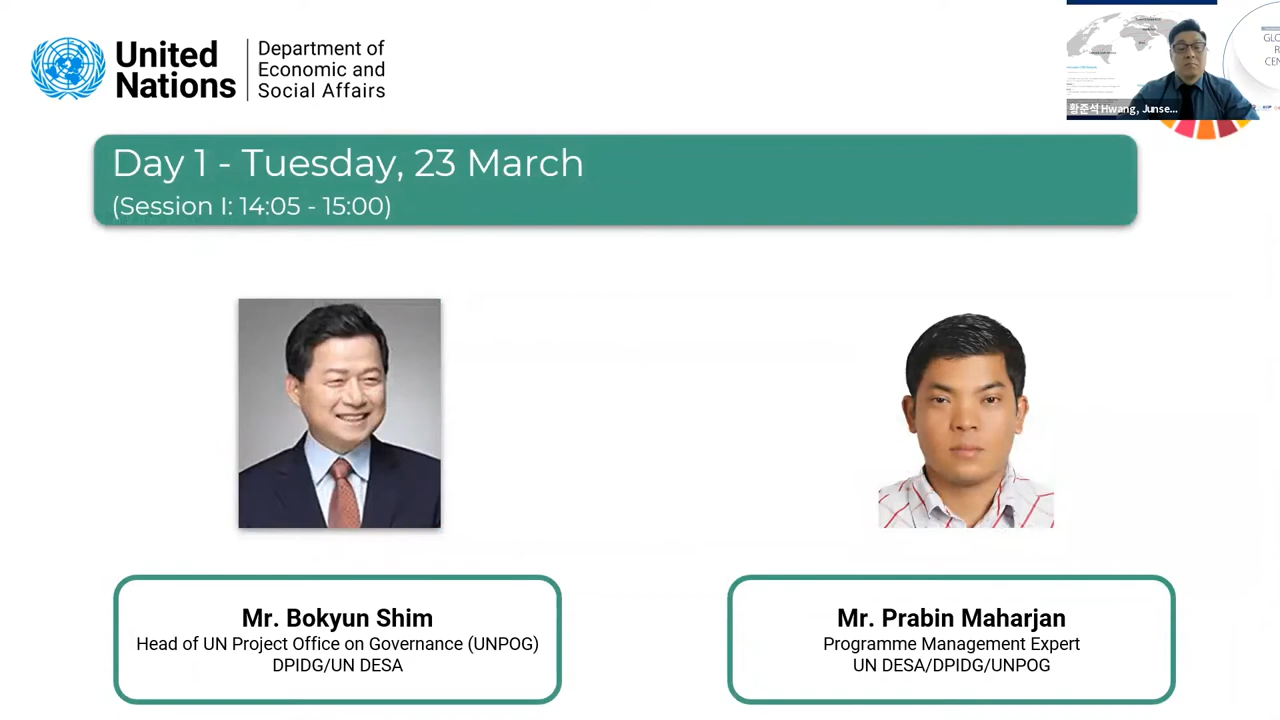 United
Nations
Department of
Economic and
Social Affairs
황준석 Hwang, Junse...
Day 1 - Tuesday, 23 March
(Session I: 14:05 - 15:00)
Mr. Bokyun Shim
Head of UN Project Office on Governance (UNPOG)
DPIDG/UN DESA
Mr. Prabin Maharjan
Programme Management Expert
UN DESA/DPIDG/UNPOG